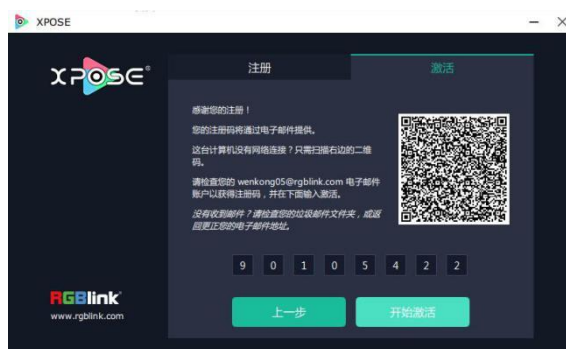 XPOSE
XPOSE
注册
激活
感谢您的注册！
您的注册码将通过电子邮件提供。
这台计算机没有网络连接？只需扫描右边的二维
码。
请检查您的 wenkong05@rgblink.com 电子邮件
账户以获得注册码，并在下面输入激活。
没有收到邮件？请检查您的垃圾邮件文件夹，或返
回更正您的电子邮件地址。
9 0 1 0 5 4 2 2
RGBlink
www.rgblink.com
上一步
开始激活